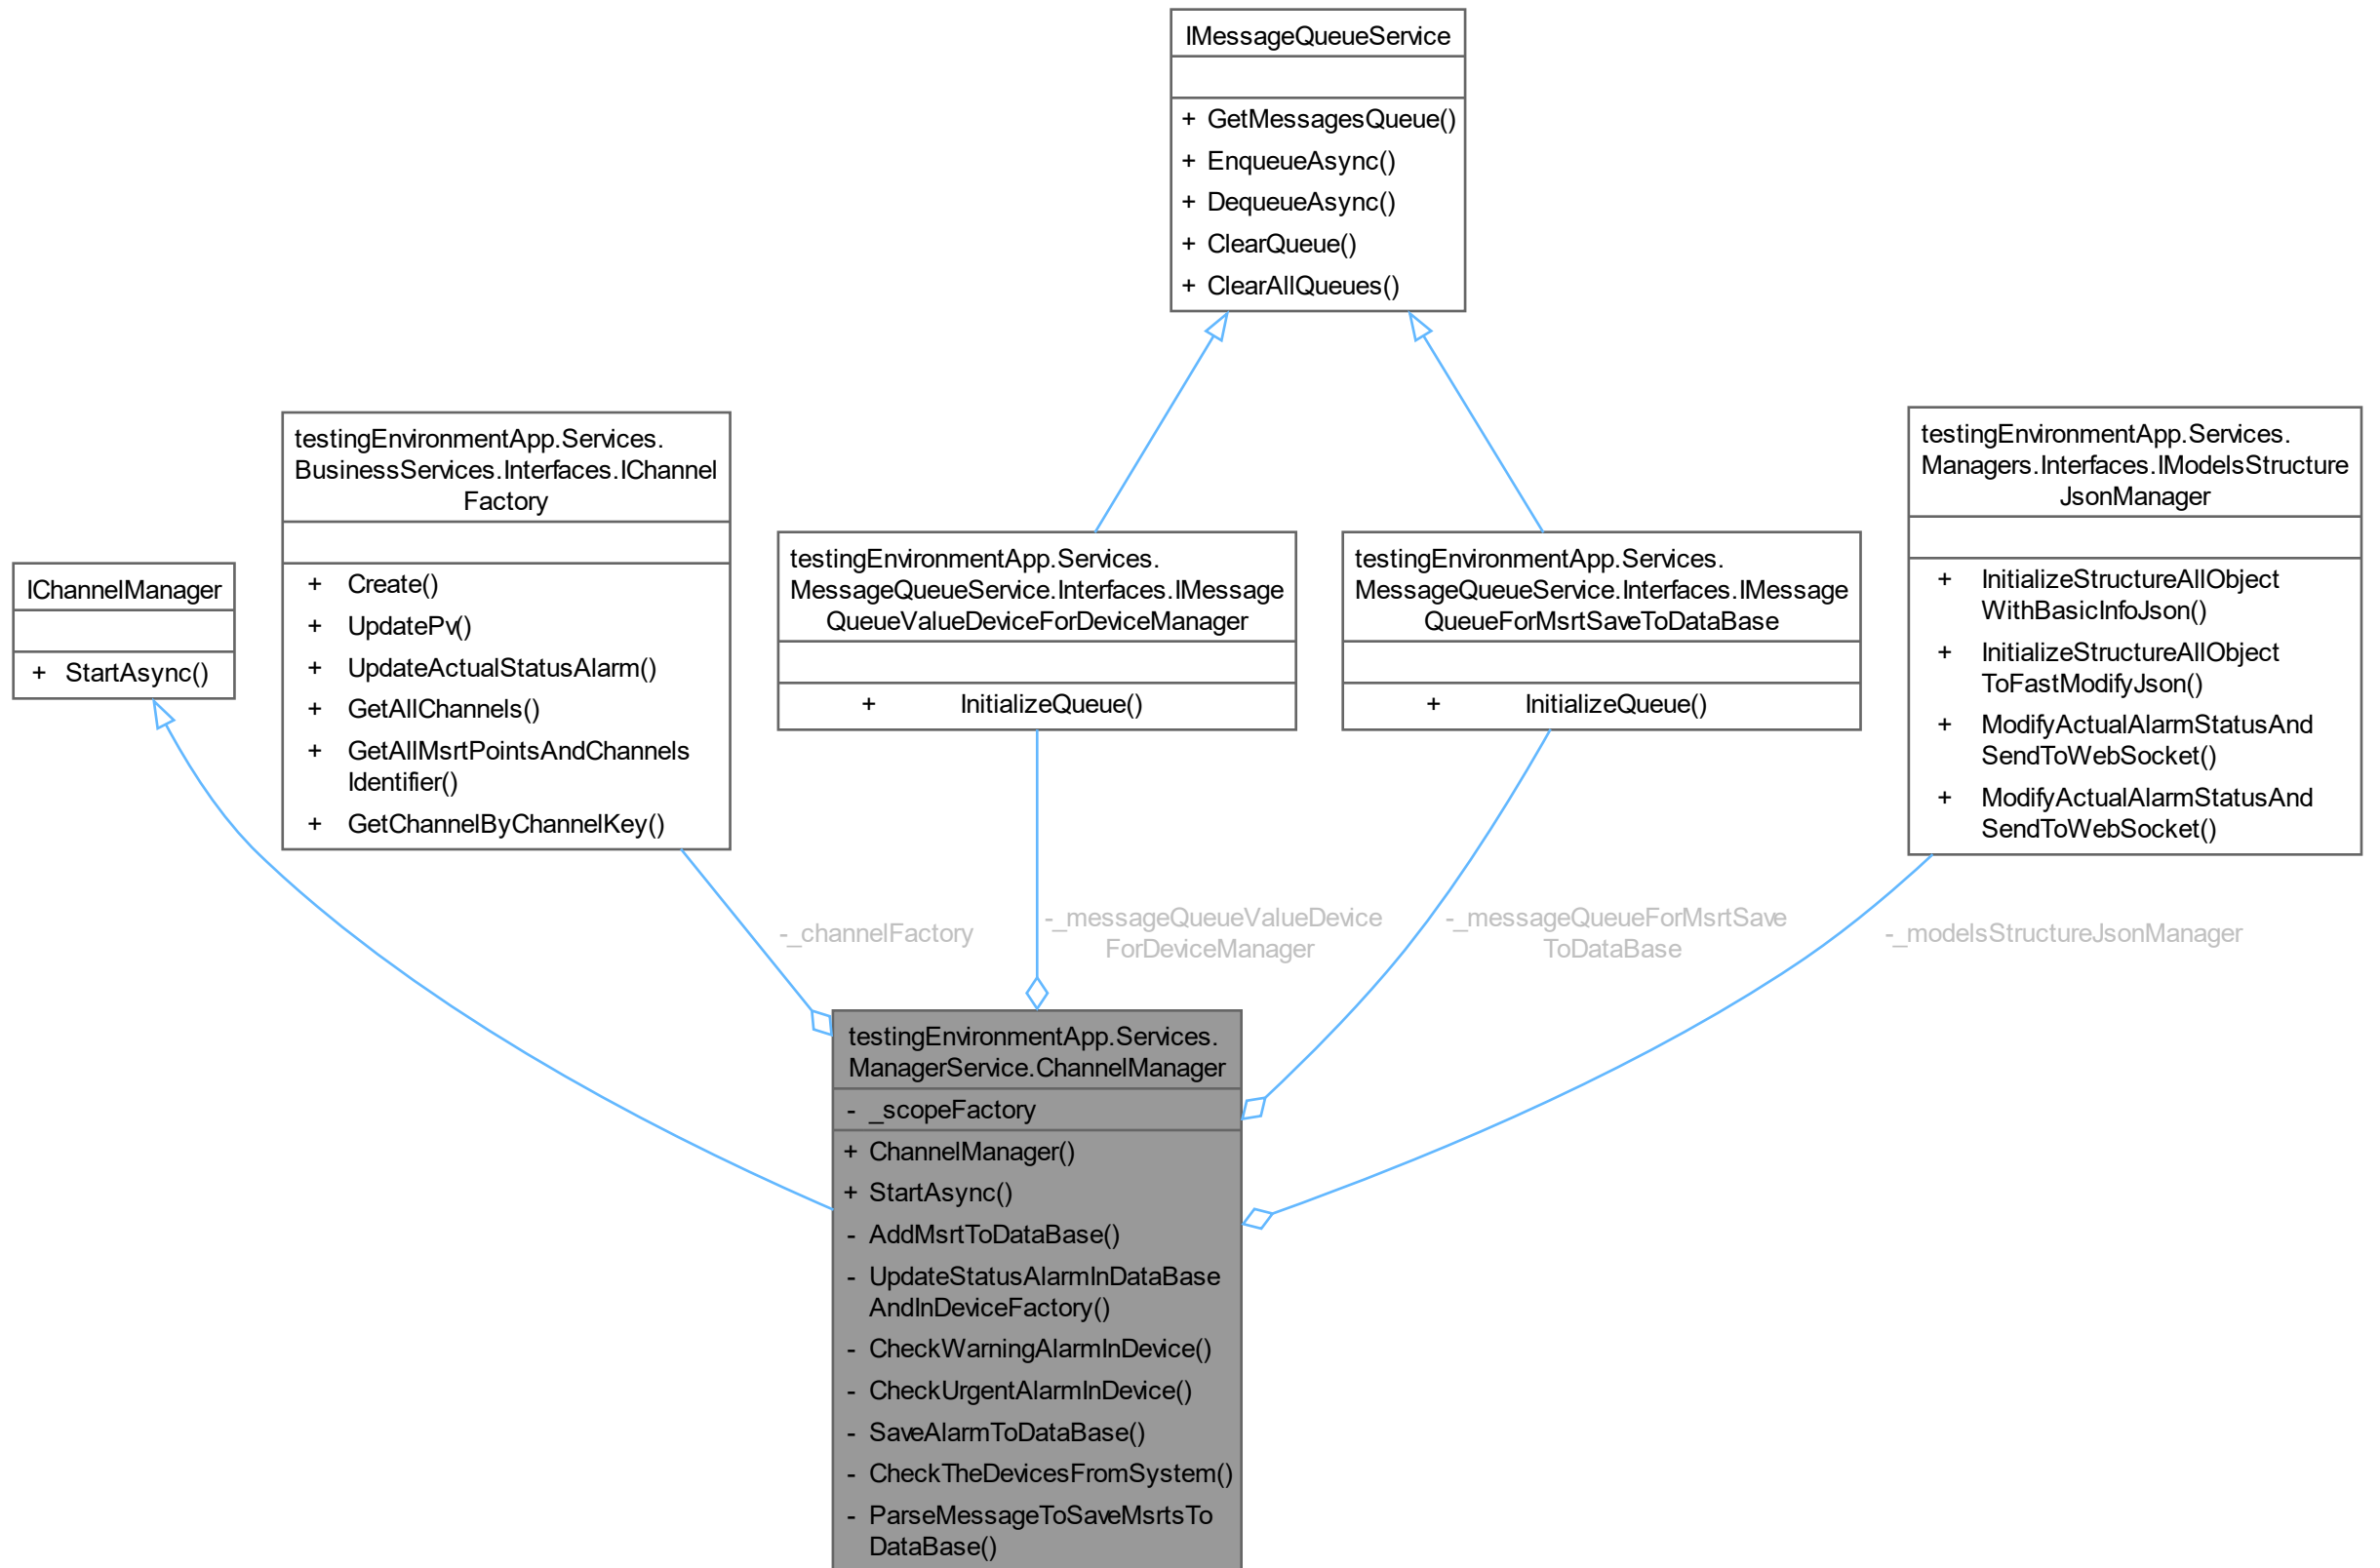 IMessageQueueService
+ GetMessagesQueue()
+ EnqueueAsync()
+ DequeueAsync()
+ ClearQueue()
+ ClearAllQueues()
IChannelManager
+ StartAsync()
testingEnvironmentApp.Services.
BusinessServices.Interfaces.IChannel
Factory
+ Create()
+ UpdatePv()
+ UpdateActualStatusAlarm()
+ GetAllChannels()
+ GetAllMsrtPointsAndChannels
Identifier()
+ GetChannelByChannelKey()
testingEnvironmentApp.Services.
MessageQueueService.Interfaces.IMessage
QueueValueDeviceForDeviceManager
+ InitializeQueue()
testingEnvironmentApp.Services.
MessageQueueService.Interfaces.IMessage
QueueForMsrtSaveToDataBase
+ InitializeQueue()
testingEnvironmentApp.Services.
Managers.Interfaces.IModelsStructure
JsonManager
+ InitializeStructureAllObject
WithBasicInfoJson()
+ InitializeStructureAllObject
ToFastModifyJson()
+ ModifyActualAlarmStatusAnd
SendToWebSocket()
+ ModifyActualAlarmStatusAnd
SendToWebSocket()
-_channelFactory
-_messageQueueValueDevice
ForDeviceManager
-_messageQueueForMsrtSave
ToDataBase
-_modelsStructureJsonManager
testingEnvironmentApp.Services.
ManagerService.ChannelManager
- _scopeFactory
+ ChannelManager()
+ StartAsync()
- AddMsrtToDataBase()
- UpdateStatusAlarmInDataBase
AndInDeviceFactory()
- CheckWarningAlarmInDevice()
- CheckUrgentAlarmInDevice()
- SaveAlarmToDataBase()
- CheckTheDevicesFromSystem()
- ParseMessageToSaveMsrtsTo
DataBase()